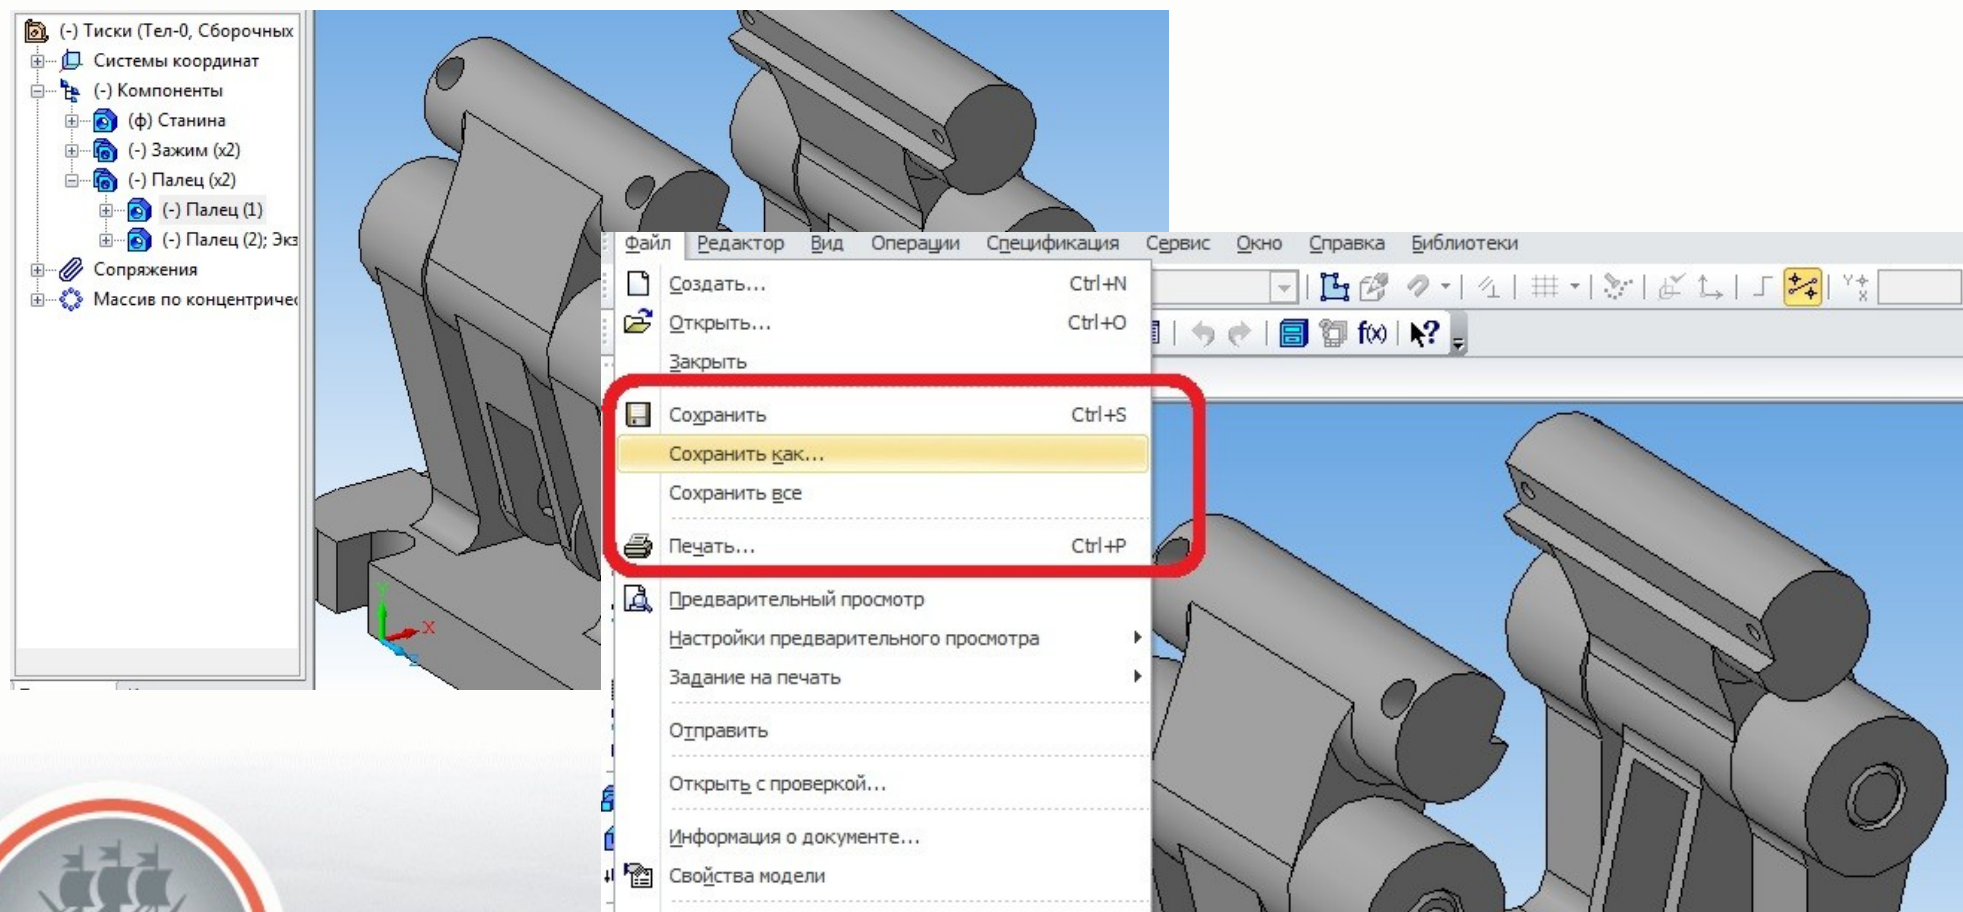 (-) Тиски (Тел-0, Сборочных
Системы координат
(-) Компоненты
(ф) Станина
(-) Зажим (x2)
(-) Палец (x2)
(-) Палец (1)
(-) Палец (2); Экз
Сопряжения
Массив по концентричес
Y
X
Z
Файл Редактор Вид Операции Спецификация Сервис Окно Справка Библиотеки
Создать... Ctrl+N
Открыть... Ctrl+O
f(x)
Закрыть
Сохранить Ctrl+S
Сохранить как...
Сохранить все
Печать... Ctrl+P
Предварительный просмотр
Настройки предварительного просмотра
Задание на печать
Отправить
Открыть с проверкой...
Информация о документе...
Свойства модели